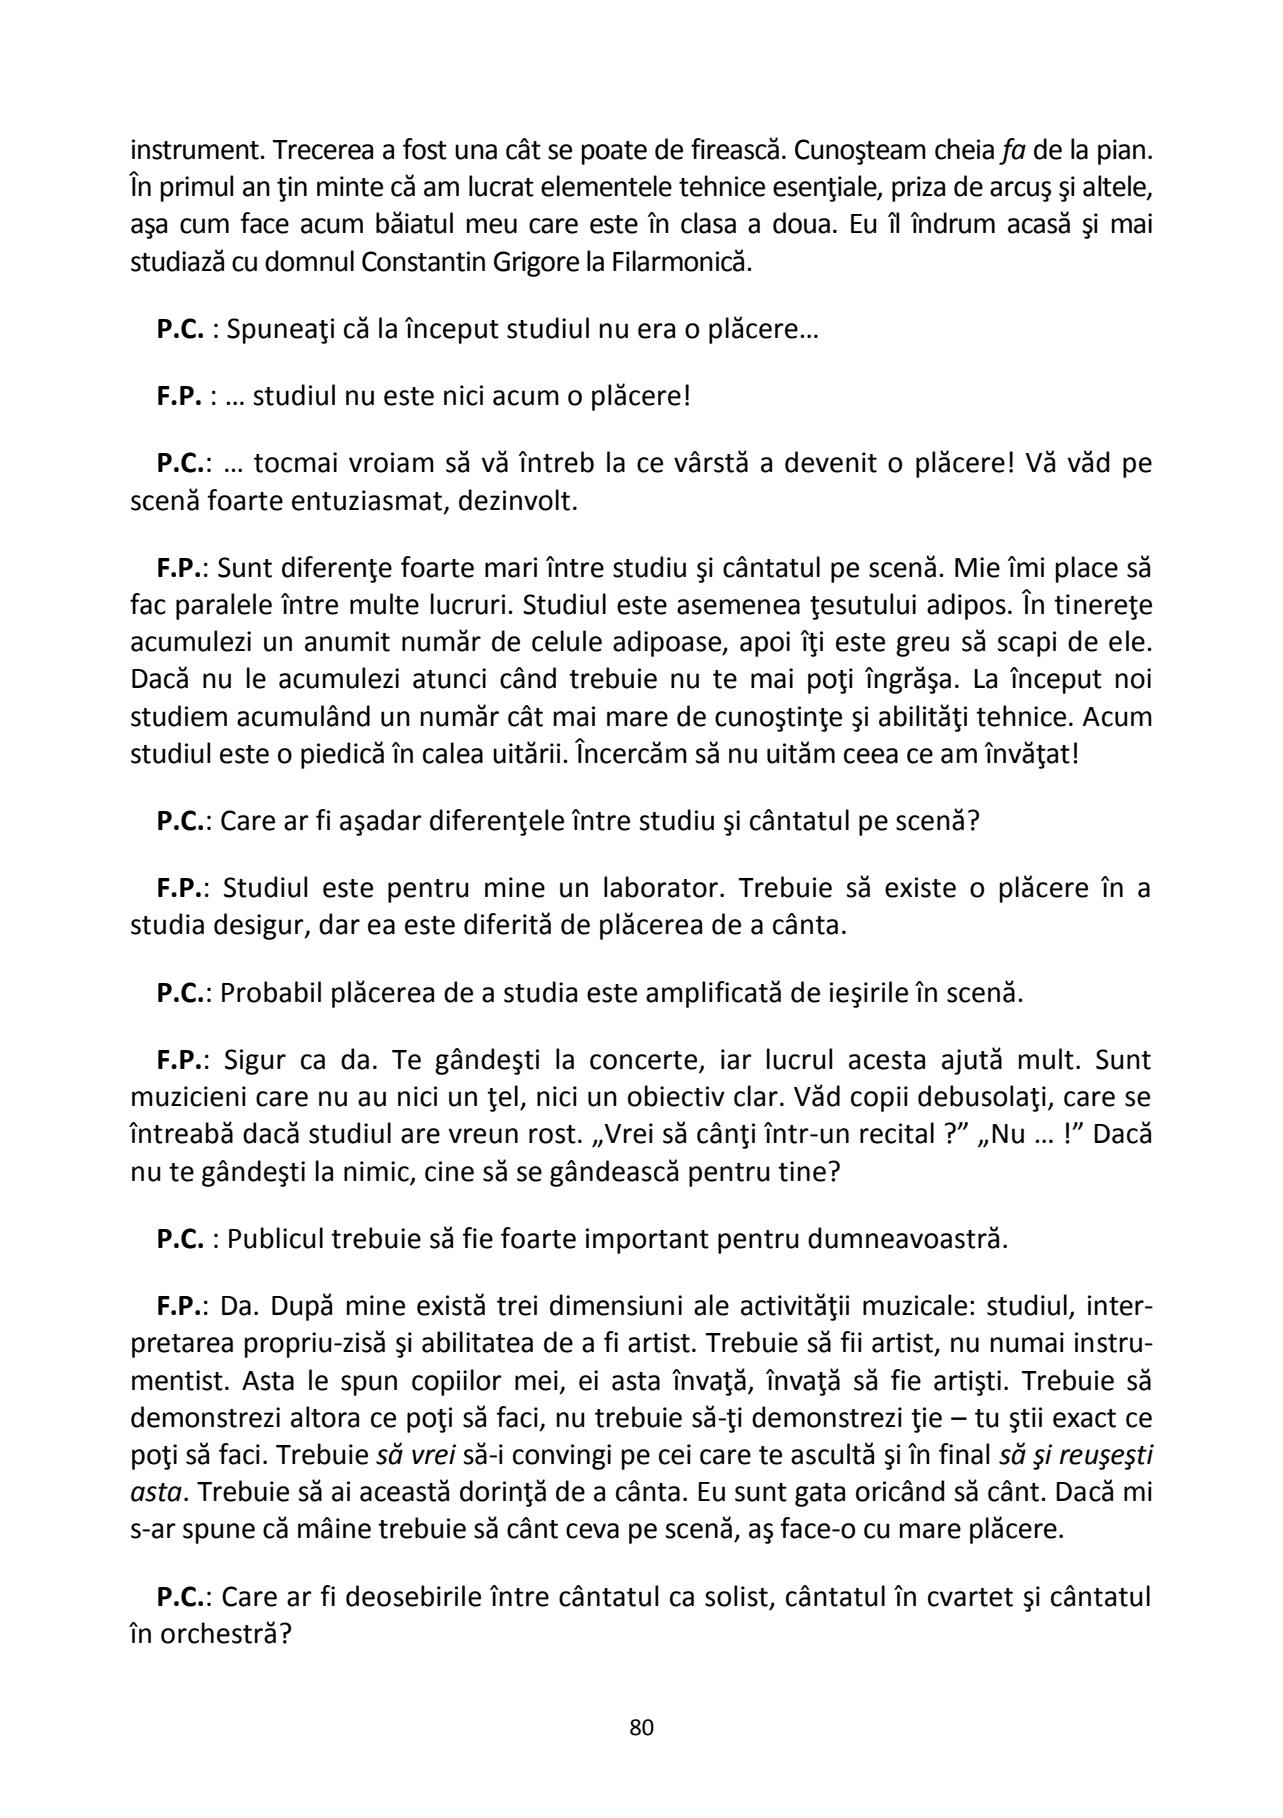 instrument. Trecerea a fost una cât se poate de firească. Cunoşteam cheia fa de la pian.
În primul an ţin minte că am lucrat elementele tehnice esenţiale, priza de arcuş şi altele,
aşa cum face acum băiatul meu care este în clasa a doua. Eu îl îndrum acasă şi mai
studiază cu domnul Constantin Grigore la Filarmonică.
P.C. : Spuneaţi că la început studiul nu era o plăcere…
F.P. : … studiul nu este nici acum o plăcere!
P.C.: … tocmai vroiam să vă întreb la ce vârstă a devenit o plăcere! Vă văd pe
scenă foarte entuziasmat, dezinvolt.
F.P.: Sunt diferenţe foarte mari între studiu şi cântatul pe scenă. Mie îmi place să
fac paralele între multe lucruri. Studiul este asemenea ţesutului adipos. În tinereţe
acumulezi un anumit număr de celule adipoase, apoi îţi este greu să scapi de ele.
Dacă nu le acumulezi atunci când trebuie nu te mai poţi îngrăşa. La început noi
studiem acumulând un număr cât mai mare de cunoştinţe şi abilităţi tehnice. Acum
studiul este o piedică în calea uitării. Încercăm să nu uităm ceea ce am învăţat!
P.C.: Care ar fi aşadar diferenţele între studiu şi cântatul pe scenă?
F.P.: Studiul este pentru mine un laborator. Trebuie să existe o plăcere în a
studia desigur, dar ea este diferită de plăcerea de a cânta.
P.C.: Probabil plăcerea de a studia este amplificată de ieşirile în scenă.
F.P.: Sigur ca da. Te gândeşti la concerte, iar lucrul acesta ajută mult. Sunt
muzicieni care nu au nici un ţel, nici un obiectiv clar. Văd copii debusolaţi, care se
întreabă dacă studiul are vreun rost. „Vrei să cânţi într-un recital ?” „Nu … !” Dacă
nu te gândeşti la nimic, cine să se gândească pentru tine?
P.C. : Publicul trebuie să fie foarte important pentru dumneavoastră.
F.P.: Da. După mine există trei dimensiuni ale activităţii muzicale: studiul, inter-
pretarea propriu-zisă şi abilitatea de a fi artist. Trebuie să fii artist, nu numai instru-
mentist. Asta le spun copiilor mei, ei asta învaţă, învaţă să fie artişti. Trebuie să
demonstrezi altora ce poţi să faci, nu trebuie să-ţi demonstrezi ţie – tu ştii exact ce
poţi să faci. Trebuie să vrei să-i convingi pe cei care te ascultă şi în final să şi reuşeşti
asta. Trebuie să ai această dorinţă de a cânta. Eu sunt gata oricând să cânt. Dacă mi
s-ar spune că mâine trebuie să cânt ceva pe scenă, aş face-o cu mare plăcere.
P.C.: Care ar fi deosebirile între cântatul ca solist, cântatul în cvartet şi cântatul
în orchestră?
80